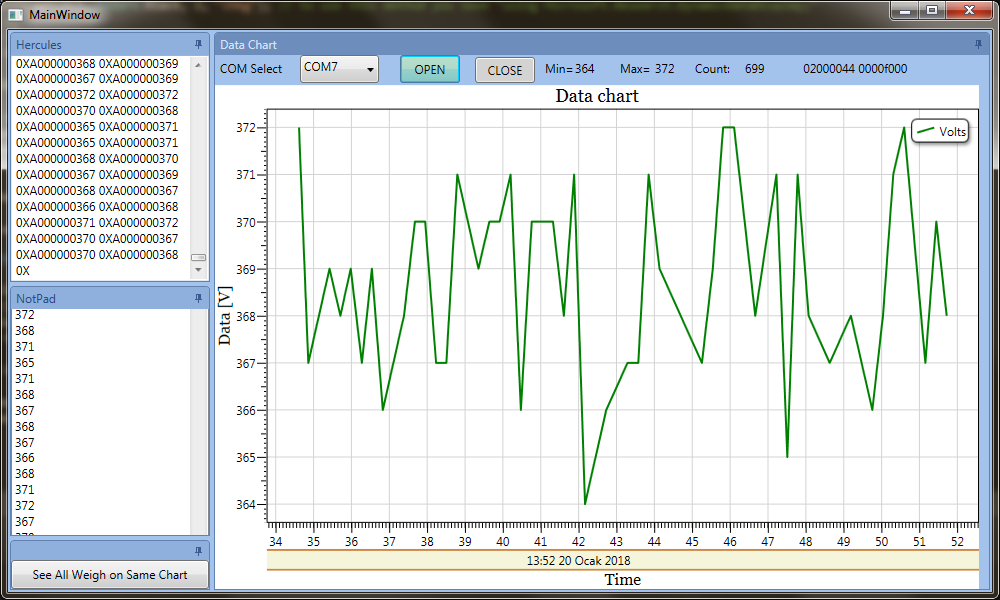 MainWindow
Hercules
0XA000000368 0XA000000369
0XA000000367 0XA000000369
0XA000000372 0XA000000372
0XA000000370 0XA000000368
0XA000000365 0XA000000371
0XA000000365 0XA000000371
0XA000000368 0XA000000370
0XA000000367 0XA000000369
0XA000000368 0XA000000367
0XA000000366 0XA000000368
0XA000000371 0XA000000372
0XA000000370 0XA000000367
0XA000000370 0XA000000368
0X
NotPad
372
368
371
365
371
368
367
368
367
366
368
371
372
367
See All Weigh on Same Chart
Data Chart
COM Select COM7 OPEN CLOSE Min= 364 Max= 372 Count: 699 02000044 0000f000
Data chart
Volts
Data [V]
372
371
370
369
368
367
366
365
364
34 35 36 37 38 39 40 41 42 43 44 45 46 47 48 49 50 51 52
13:52 20 Ocak 2018
Time